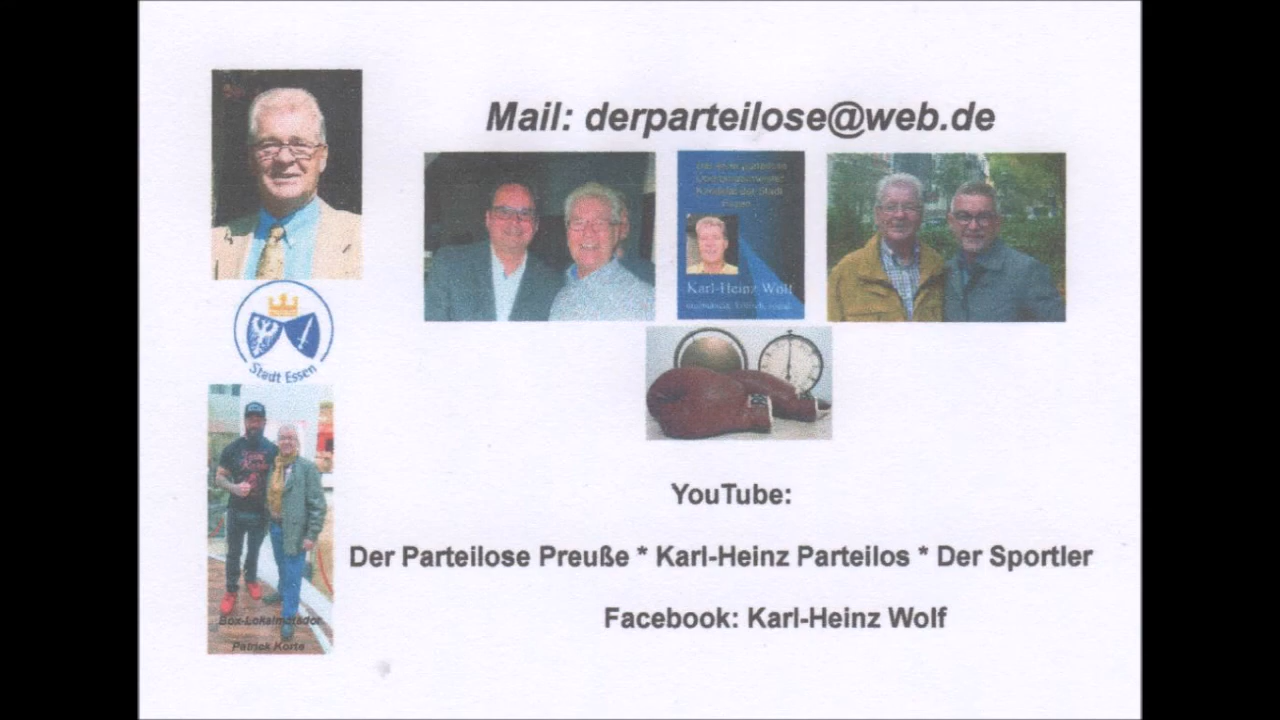 Mail: derparteilose@web.de
Karl-Heinz Wolf
Stadt Essen
Box-Lokalmatador
Patrick Korte
YouTube:
Der Parteilose Preuße * Karl-Heinz Parteilos * Der Sportler
Facebook: Karl-Heinz Wolf